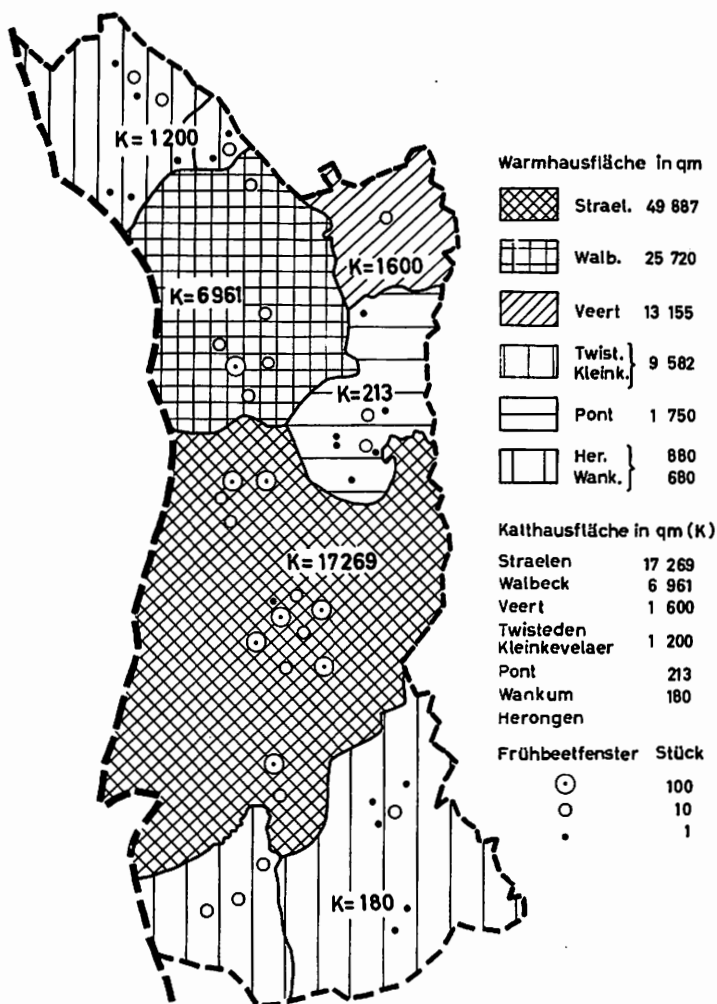 K= 1200
K=6961
K=1600
K=213
K= 17269
K= 180
Warmhausfläche in qm
Strael. 49 887
Walb. 25 720
Veert 13 155
Twist.
Kleink. } 9 582
Pont 1 750
Her. 880
Wank. } 680
Kalthausfläche in qm (K)
Straelen 17 269
Walbeck 6 961
Veert 1 600
Twisteden
Kleinkevelaer 1 200
Pont 213
Wankum 180
Herongen
Frühbeetfenster Stück
100
10
1